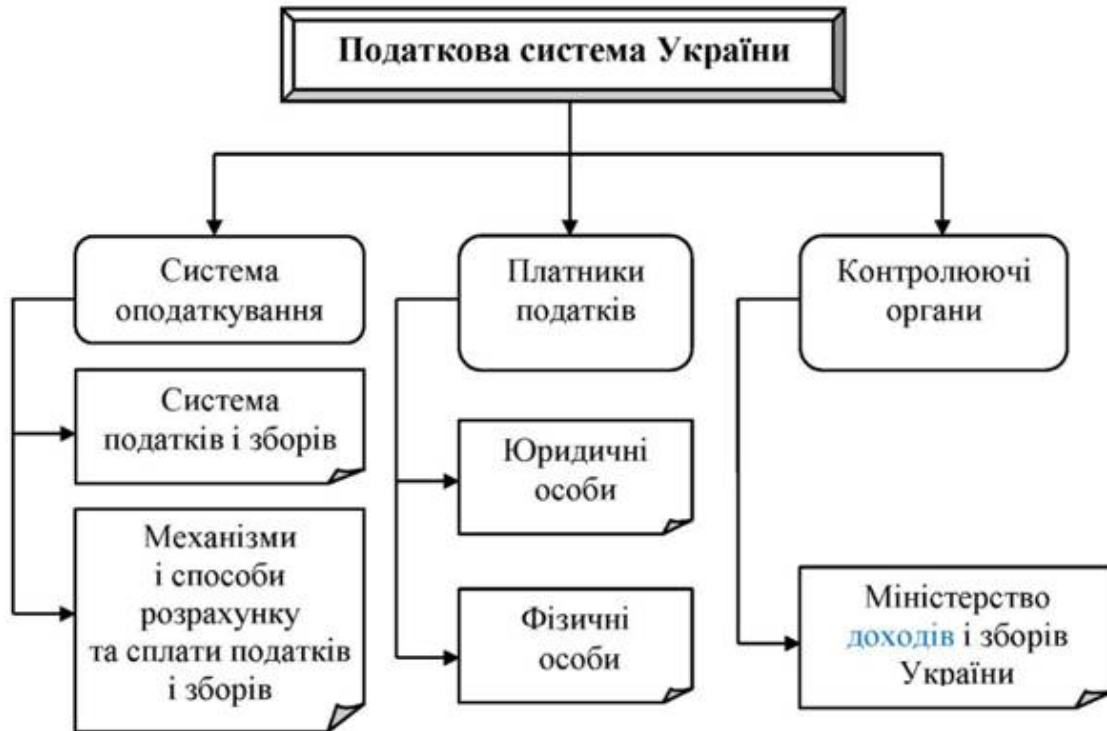 Податкова система України
Система
оподаткування
Система
податків і зборів
Механізми
і способи
розрахунку
та сплати податків
і зборів
Платники
податків
Юридичні
особи
Фізичні
особи
Контролюючі
органи
Міністерство
доходів і зборів
України